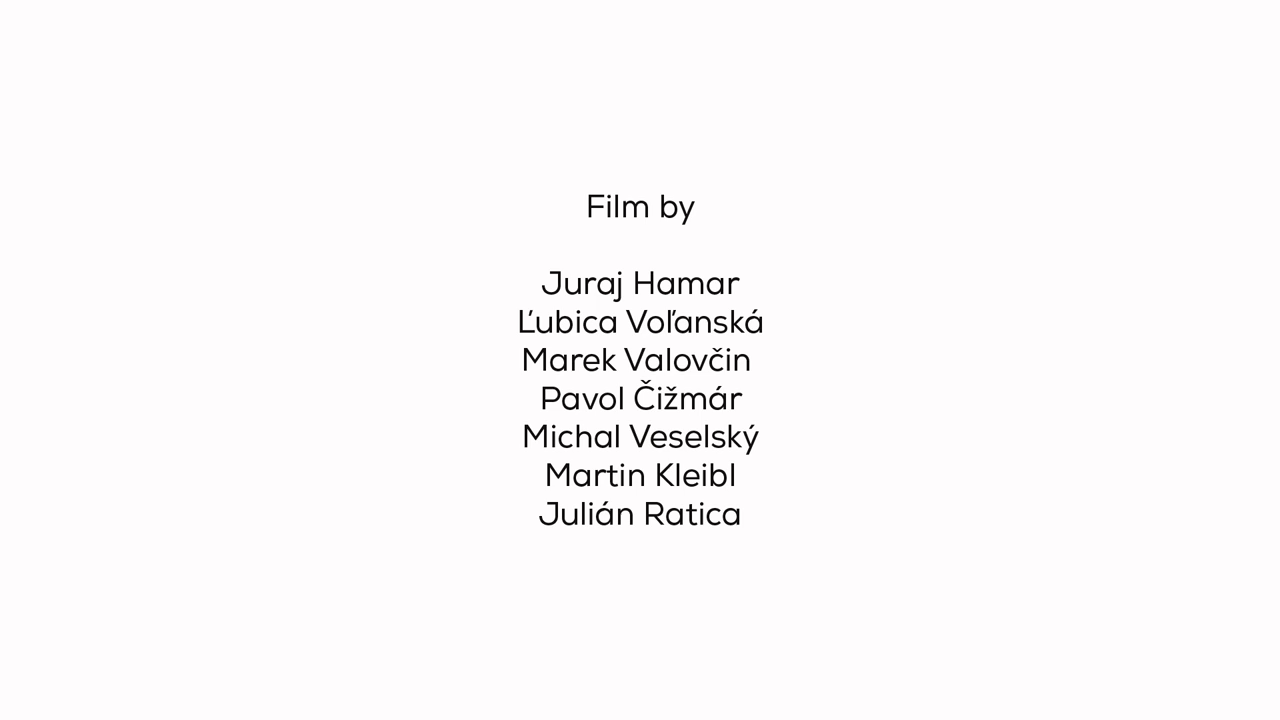 Film by
Juraj Hamar
Ľubica Voľanská
Marek Valovčin
Pavol Čižmár
Michal Veselský
Martin Kleibl
Julián Ratica